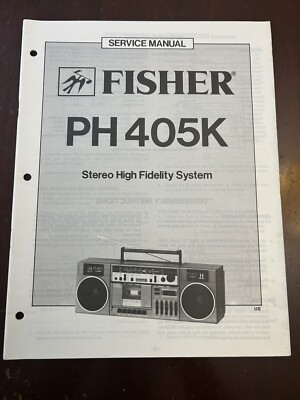 SERVICE MANUAL
FISHER®
PH 405K
Stereo High Fidelity System
US